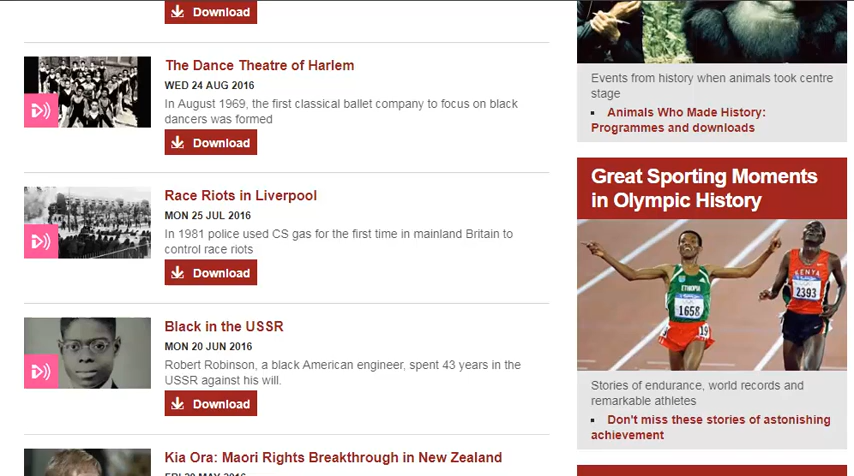 Download
The Dance Theatre of Harlem
WED 24 AUG 2016
In August 1969, the first classical ballet company to focus on black
dancers was formed
Download
Race Riots in Liverpool
MON 25 JUL 2016
In 1981 police used CS gas for the first time in mainland Britain to
control race riots
Download
Black in the USSR
MON 20 JUN 2016
Robert Robinson, a black American engineer, spent 43 years in the
USSR against his will.
Download
Kia Ora: Maori Rights Breakthrough in New Zealand
FRI 20 MAY 2016
Events from history when animals took centre
stage
Animals Who Made History:
Programmes and downloads
Great Sporting Moments
in Olympic History
ETHIOPIA
1658
19
KENYA
2393
Stories of endurance, world records and
remarkable athletes
Don't miss these stories of astonishing
achievement